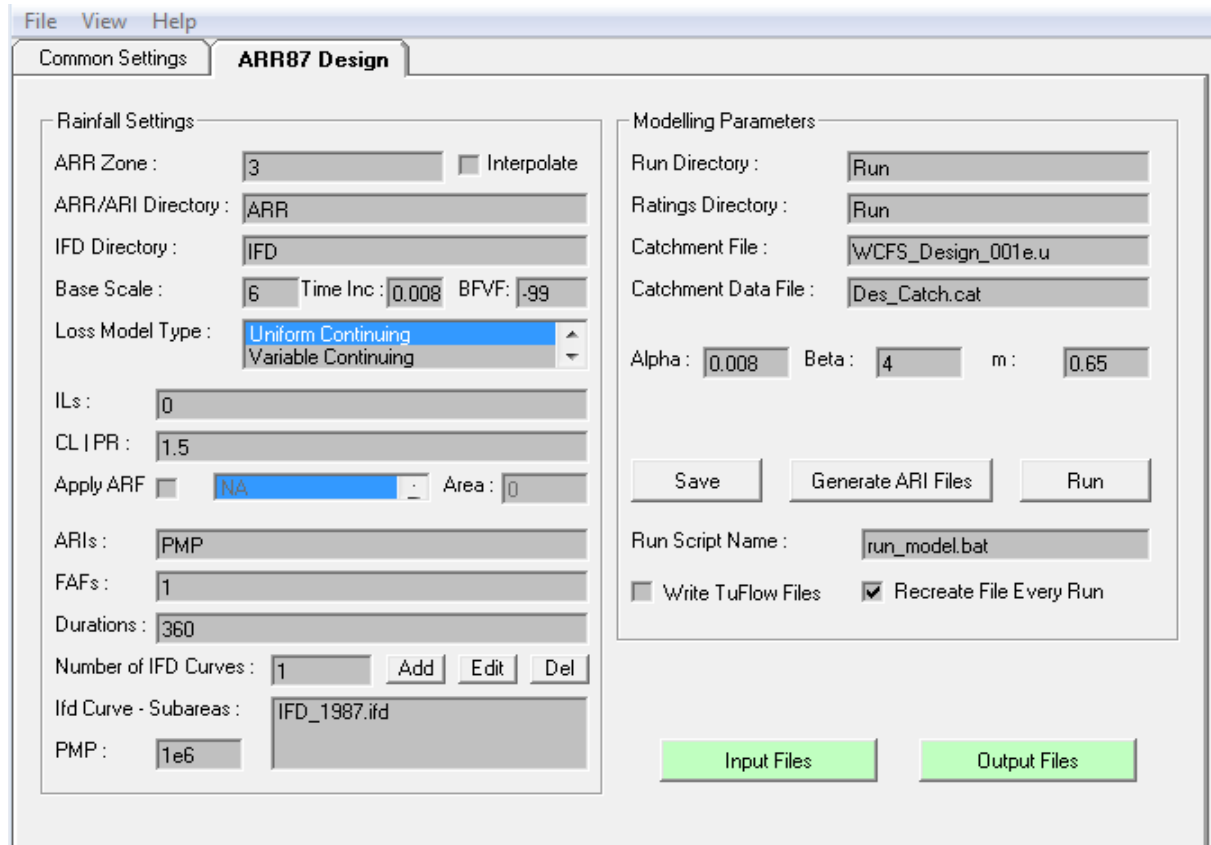 File View Help
Common Settings ARR87 Design
Rainfall Settings
ARR Zone : 3 Interpolate
ARR/ARI Directory : ARR
IFD Directory : IFD
Base Scale : 6 Time Inc : 0.008 BFVF: -99
Loss Model Type : Uniform Continuing
Variable Continuing
ILs : 0
CL | PR : 1.5
Apply ARF NA Area : 0
ARIs : PMP
FAFs : 1
Durations : 360
Number of IFD Curves : 1 Add Edit Del
Ifd Curve - Subareas : IFD_1987.ifd
PMP : 1e6
Modelling Parameters
Run Directory : Run
Ratings Directory : Run
Catchment File : WCFS_Design_001e.u
Catchment Data File : Des_Catch.cat
Alpha : 0.008 Beta : 4 m : 0.65
Save Generate ARI Files Run
Run Script Name : run_model.bat
Write TuFlow Files Recreate File Every Run
Input Files Output Files